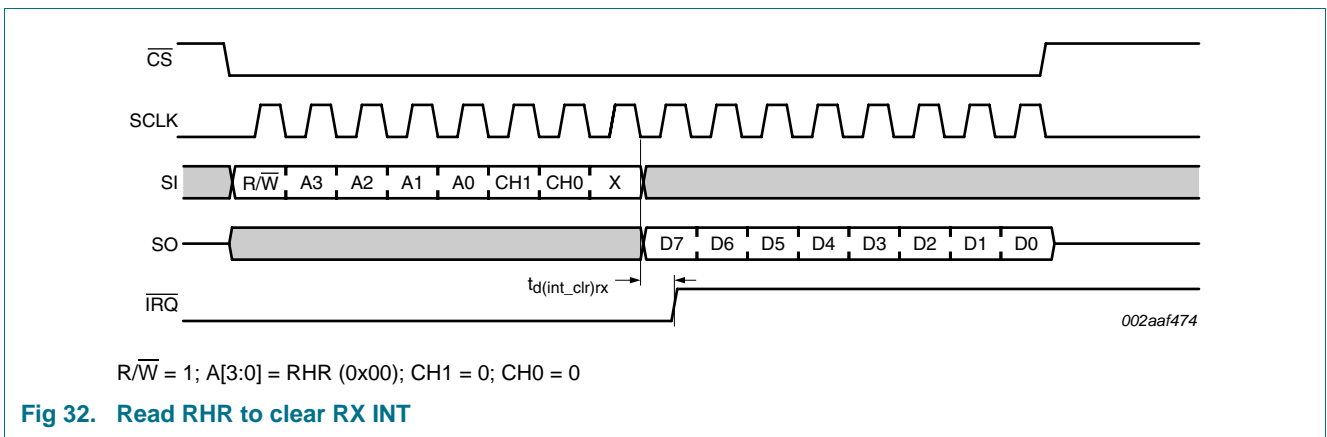 CS
SCLK
SI R/W A3 A2 A1 A0 CH1 CH0 X
SO D7 D6 D5 D4 D3 D2 D1 D0
td(int_clr)rx
IRQ
002aaf474
R/W = 1; A[3:0] = RHR (0x00); CH1 = 0; CH0 = 0
Fig 32. Read RHR to clear RX INT